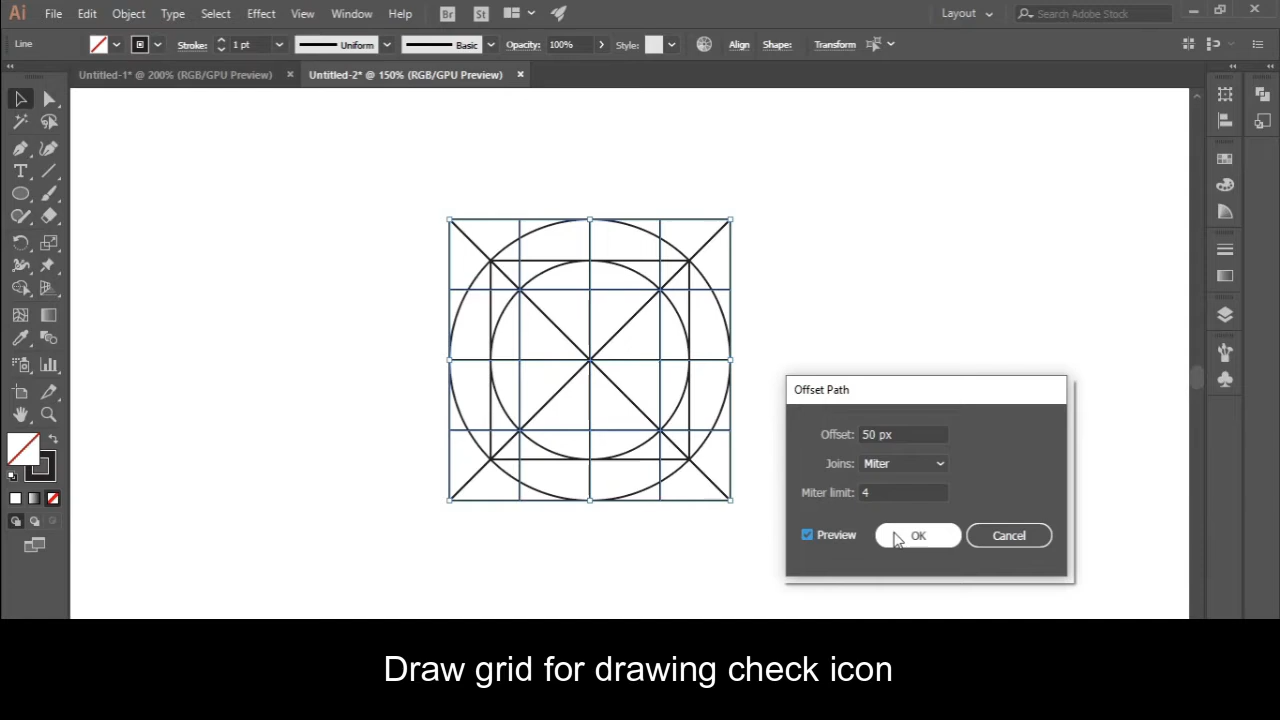 Ai File Edit Object Type Select Effect View Window Help Br St Layout Search Adobe Stock
Line Stroke: 1 pt Uniform Basic Opacity: 100% Style: Align Shape: Transform
Untitled-1* @ 200% (RGB/GPU Preview) × Untitled-2* @ 150% (RGB/GPU Preview) ×
Offset Path
Offset: 50 px
Joins: Miter
Miter limit: 4
Preview OK Cancel
Draw grid for drawing check icon